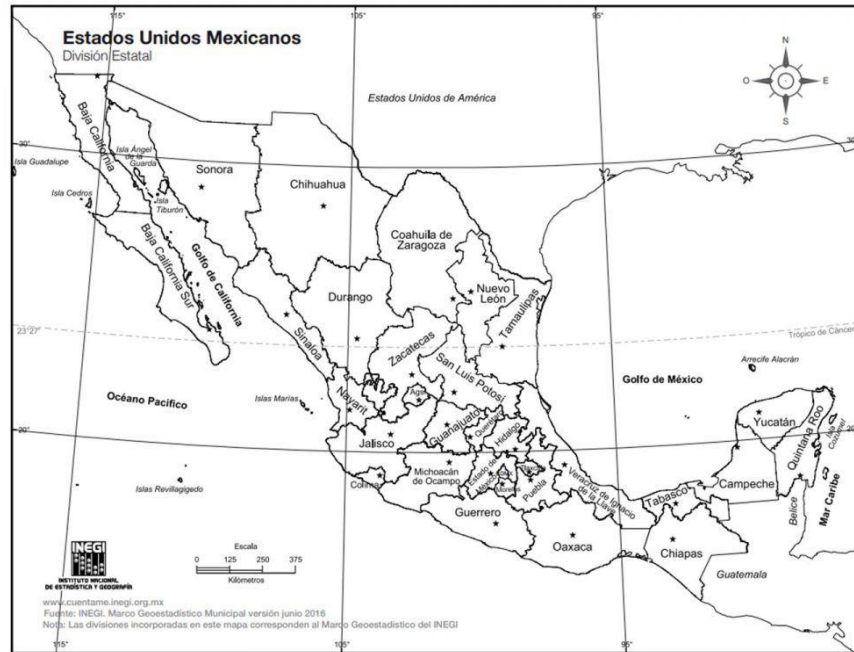 115°
105°
95°
Estados Unidos Mexicanos
División Estatal
N
O
E
S
Estados Unidos de América
30°
30°
Baja California
Isla Ángel
de la
Guarda
Isla Guadalupe
Sonora
Chihuahua
Isla Cedros
Isla
Tiburón
Coahuila de
Zaragoza
Baja California Sur
Golfo de California
Nuevo
León
Durango
Tamaulipas
Sinaloa
23°27'
Trópico de Cáncer
Zacatecas
San Luis Potosí
Arrecife Alacrán
Golfo de México
Ags.
Océano Pacífico
Islas Marías
Nayarit
Yucatán
Quintana Roo
Isla
Cozumel
20°
20°
Guanajuato
Querétaro
Hidalgo
Jalisco
Michoacán
de Ocampo
Estado de
México
Tlaxcala
Morelos
Puebla
Veracruz de Ignacio
de la Llave
Campeche
Mar Caribe
Colima
Tabasco
Belice
Islas Revillagigedo
Guerrero
Oaxaca
Chiapas
Guatemala
INEGI
INSTITUTO NACIONAL
DE ESTADÍSTICA Y GEOGRAFÍA
Escala
0 125 250 375
Kilómetros
www.cuentame.inegi.org.mx
Fuente: INEGI. Marco Geoestadístico Municipal versión junio 2016
Nota: Las divisiones incorporadas en este mapa corresponden al Marco Geoestadístico del INEGI
115°
105°
95°